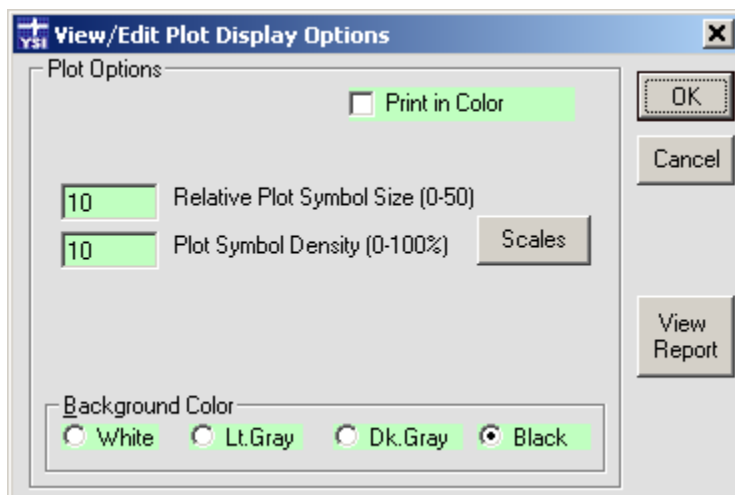 YSI View/Edit Plot Display Options
Plot Options
Print in Color
OK
Cancel
10 Relative Plot Symbol Size (0-50)
10 Plot Symbol Density (0-100%)
Scales
View
Report
Background Color
White Lt.Gray Dk.Gray Black